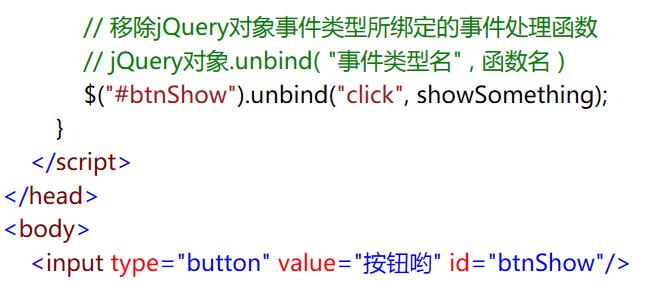 // 移除jQuery对象事件类型所绑定的事件处理函数
// jQuery对象.unbind( "事件类型名" , 函数名 )
$("#btnShow").unbind("click", showSomething);
}
</script>
</head>
<body>
<input type="button" value="按钮哟" id="btnShow"/>